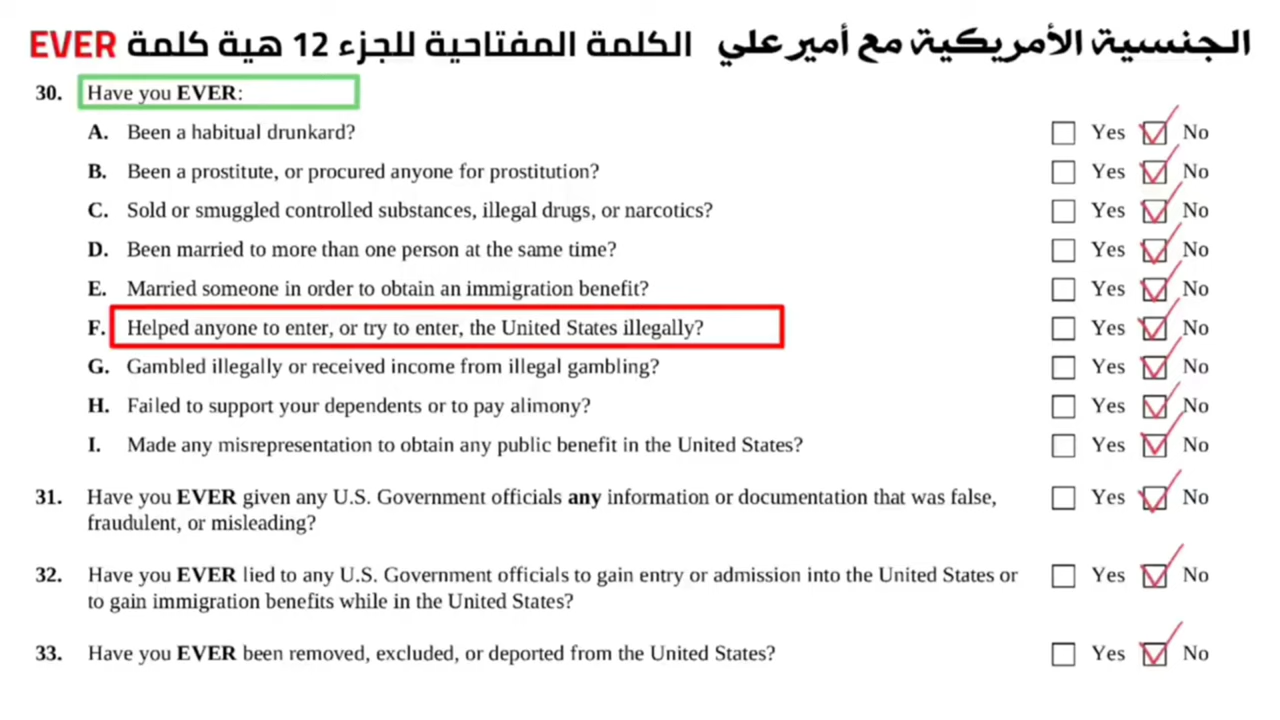 الجنسية الأمريكية مع أمير علي الكلمة المفتاحية للجزء 12 هية كلمة EVER
30. Have you EVER:
A. Been a habitual drunkard? Yes No
B. Been a prostitute, or procured anyone for prostitution? Yes No
C. Sold or smuggled controlled substances, illegal drugs, or narcotics? Yes No
D. Been married to more than one person at the same time? Yes No
E. Married someone in order to obtain an immigration benefit? Yes No
F. Helped anyone to enter, or try to enter, the United States illegally? Yes No
G. Gambled illegally or received income from illegal gambling? Yes No
H. Failed to support your dependents or to pay alimony? Yes No
I. Made any misrepresentation to obtain any public benefit in the United States? Yes No
31. Have you EVER given any U.S. Government officials any information or documentation that was false, Yes No
fraudulent, or misleading?
32. Have you EVER lied to any U.S. Government officials to gain entry or admission into the United States or Yes No
to gain immigration benefits while in the United States?
33. Have you EVER been removed, excluded, or deported from the United States? Yes No